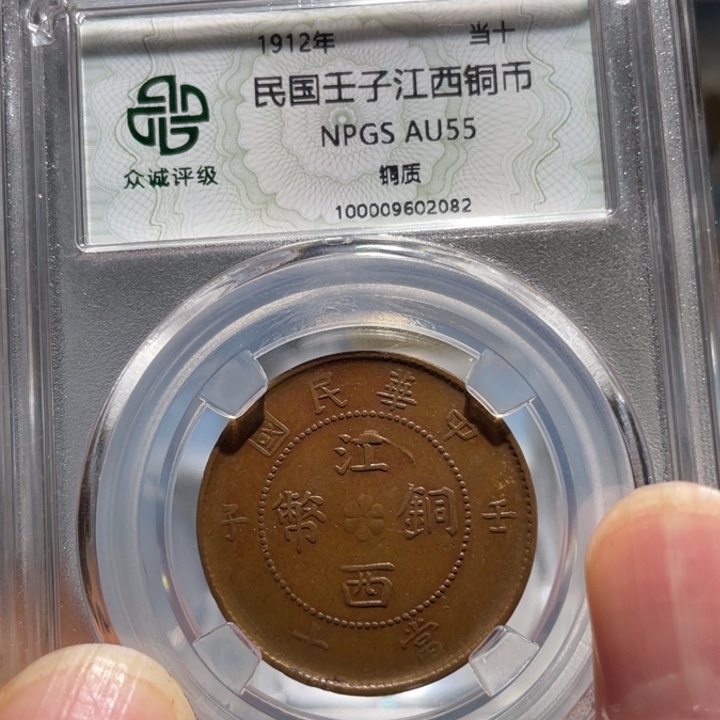 1912年 当十
民国壬子江西铜币
NPGS AU55
铜质
100009602082
众诚评级
中華民國
江西
銅幣
壬子
當十